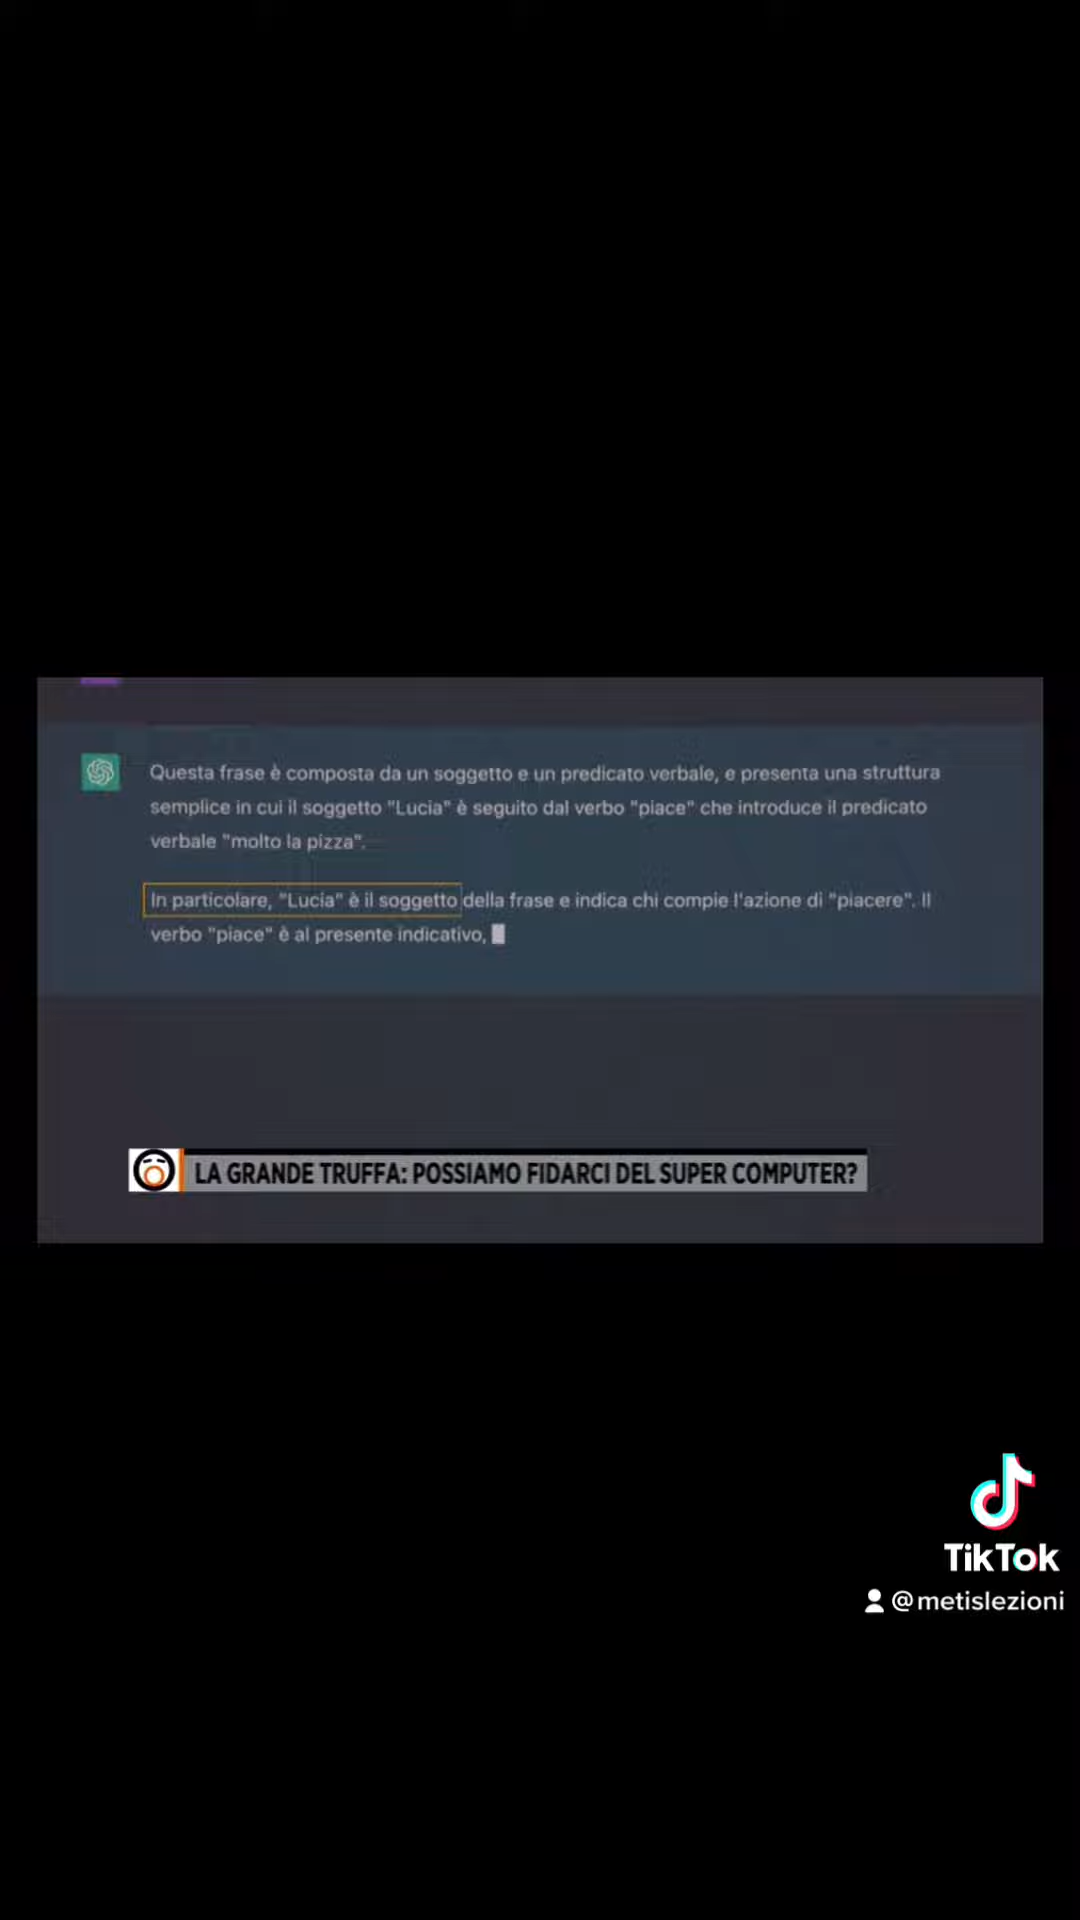 Questa frase è composta da un soggetto e un predicato verbale, e presenta una struttura
semplice in cui il soggetto "Lucia" è seguito dal verbo "piace" che introduce il predicato
verbale "molto la pizza".
In particolare, "Lucia" è il soggetto della frase e indica chi compie l'azione di "piacere". Il
verbo "piace" è al presente indicativo,
LA GRANDE TRUFFA: POSSIAMO FIDARCI DEL SUPER COMPUTER?
TikTok
@metislezioni